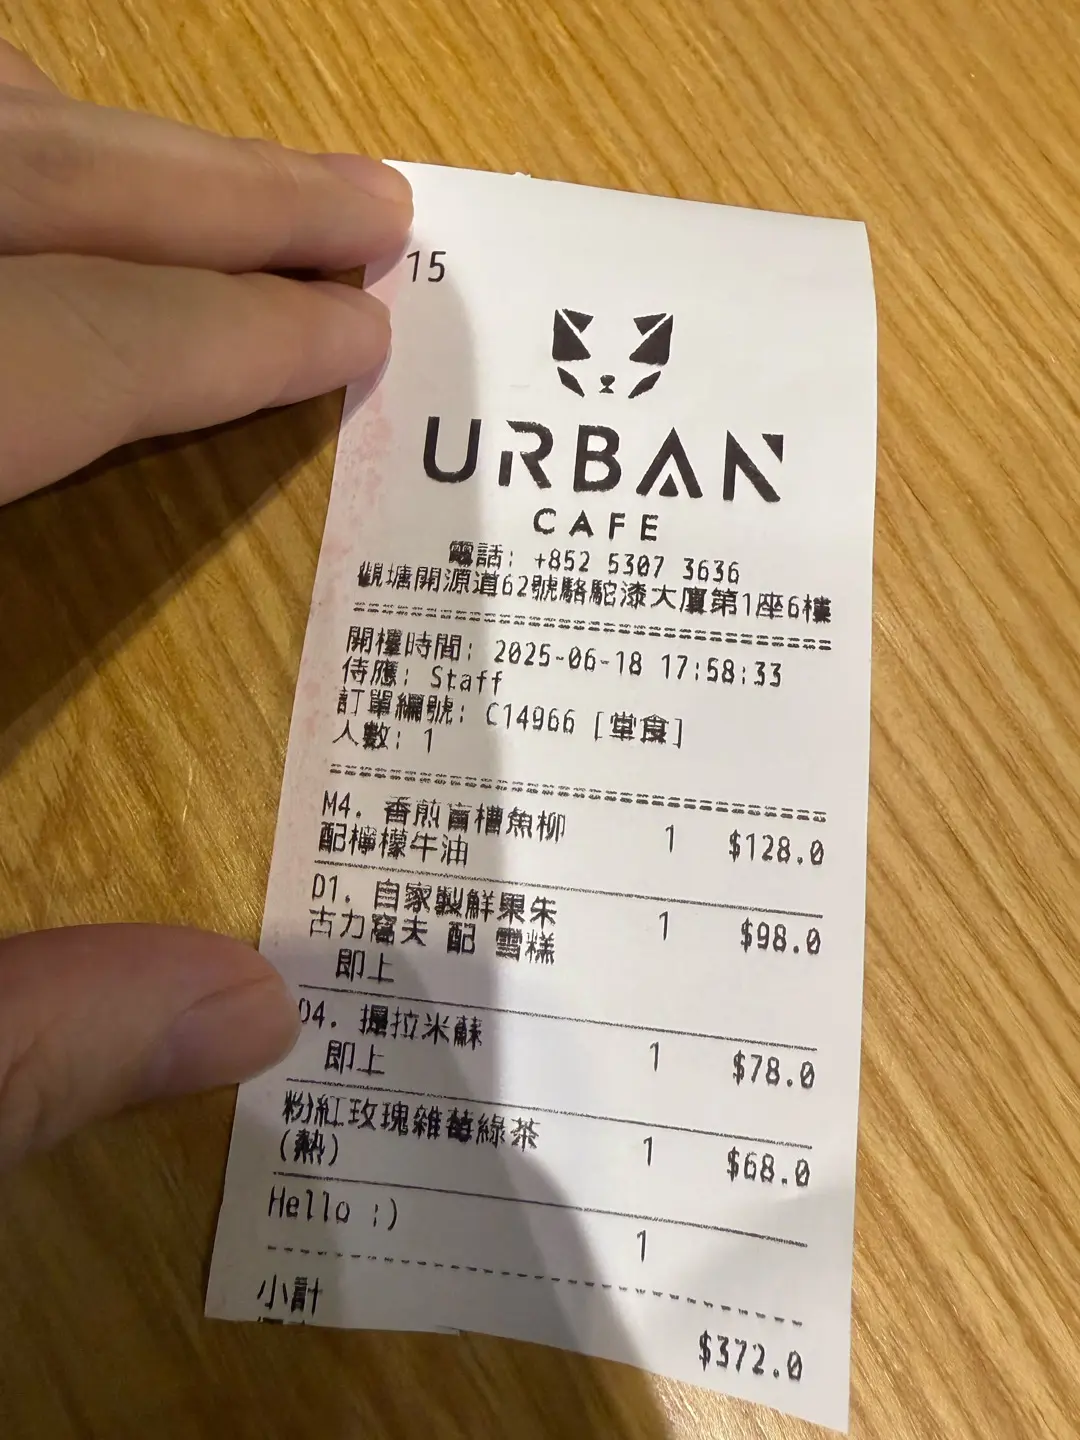 15
URBAN
CAFE
電話: +852 5307 3636
觀塘開源道62號駱駝漆大廈第1座6樓
開檯時間: 2025-06-18 17:58:33
侍應: Staff
訂單編號: C14966 [堂食]
人數: 1
M4. 香煎盲槽魚柳 1 $128.0
配檸檬牛油
D1. 自家製鮮果朱 1 $98.0
古力窩夫 配 雪糕
即上
D4. 提拉米蘇 1 $78.0
即上
粉紅玫瑰雜莓綠茶 1 $68.0
(熱)
Hello :) 1
小計 $372.0